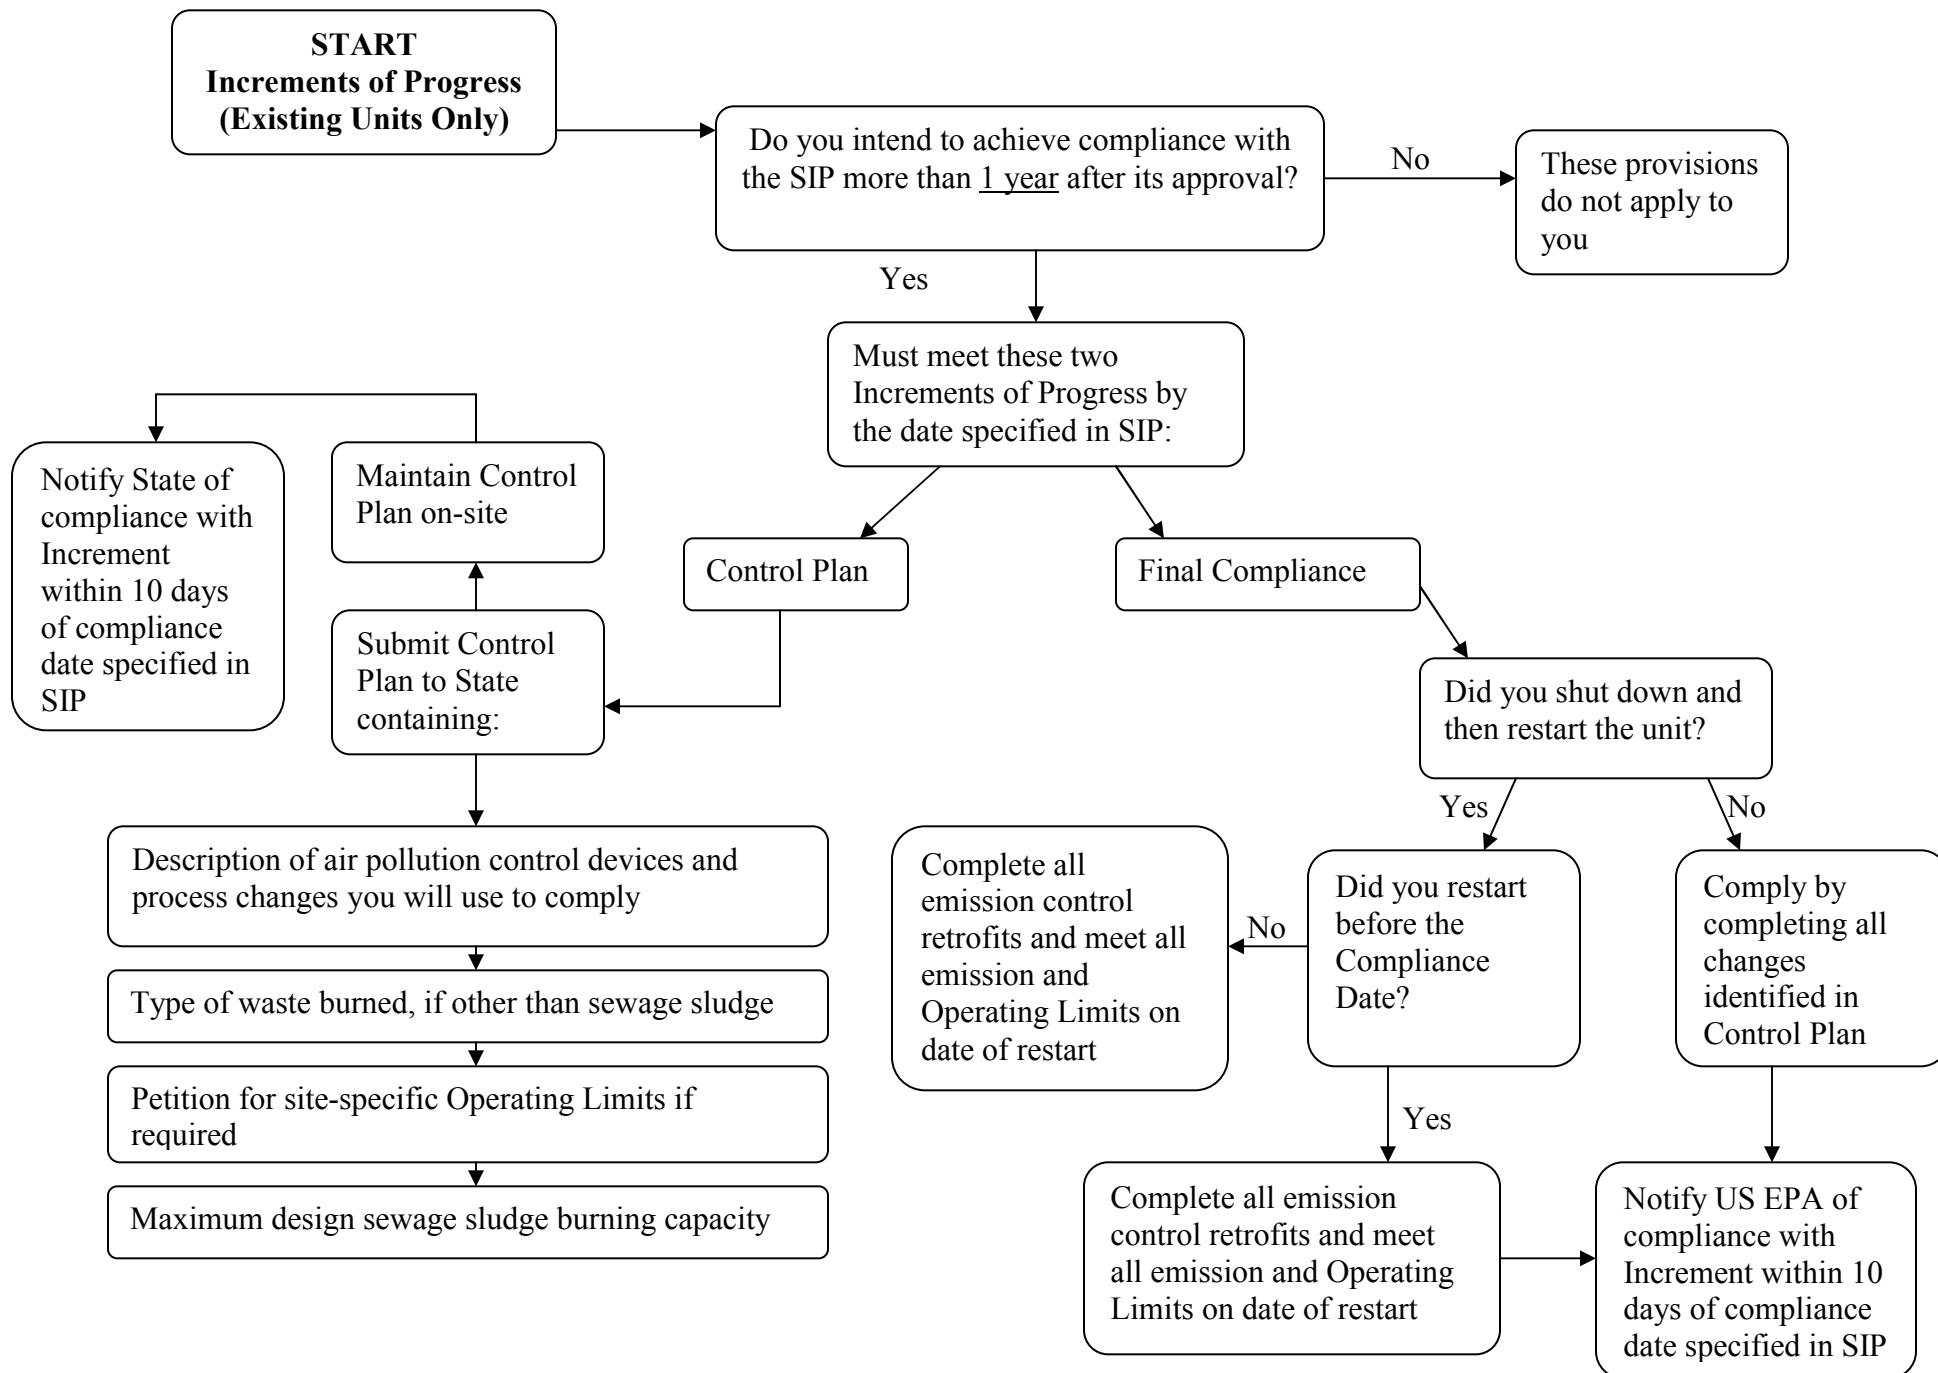 START
Increments of Progress
(Existing Units Only)
Do you intend to achieve compliance with
the SIP more than 1 year after its approval?
No
These provisions
do not apply to
you
Yes
Must meet these two
Increments of Progress by
the date specified in SIP:
Notify State of
compliance with
Increment
within 10 days
of compliance
date specified in
SIP
Maintain Control
Plan on-site
Control Plan
Final Compliance
Submit Control
Plan to State
containing:
Did you shut down and
then restart the unit?
Yes
No
Description of air pollution control devices and
process changes you will use to comply
Type of waste burned, if other than sewage sludge
Petition for site-specific Operating Limits if
required
Maximum design sewage sludge burning capacity
Complete all
emission control
retrofits and meet all
emission and
Operating Limits on
date of restart
No
Did you restart
before the
Compliance
Date?
Comply by
completing all
changes
identified in
Control Plan
Yes
Complete all emission
control retrofits and meet
all emission and Operating
Limits on date of restart
Notify US EPA of
compliance with
Increment within 10
days of compliance
date specified in SIP